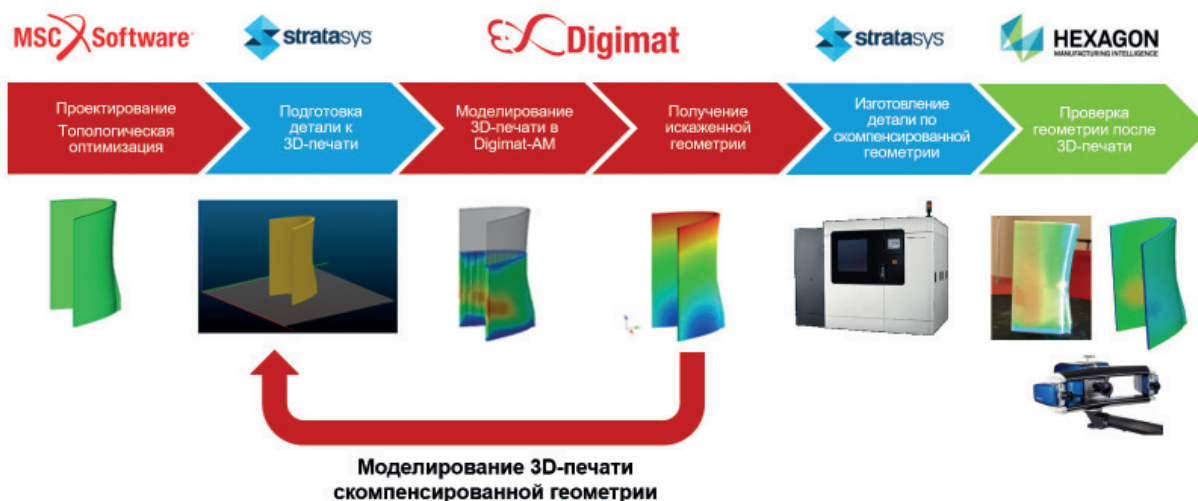 MSC Software
stratasys
Digimat
stratasys
HEXAGON
MANUFACTURING INTELLIGENCE
Проектирование
Топологическая
оптимизация
Подготовка
детали к
3D-печати
Моделирование
3D-печати в
Digimat-AM
Получение
искаженной
геометрии
Изготовление
детали по
скомпенсированной
геометрии
Проверка
геометрии после
3D-печати
Моделирование 3D-печати
скомпенсированной геометрии